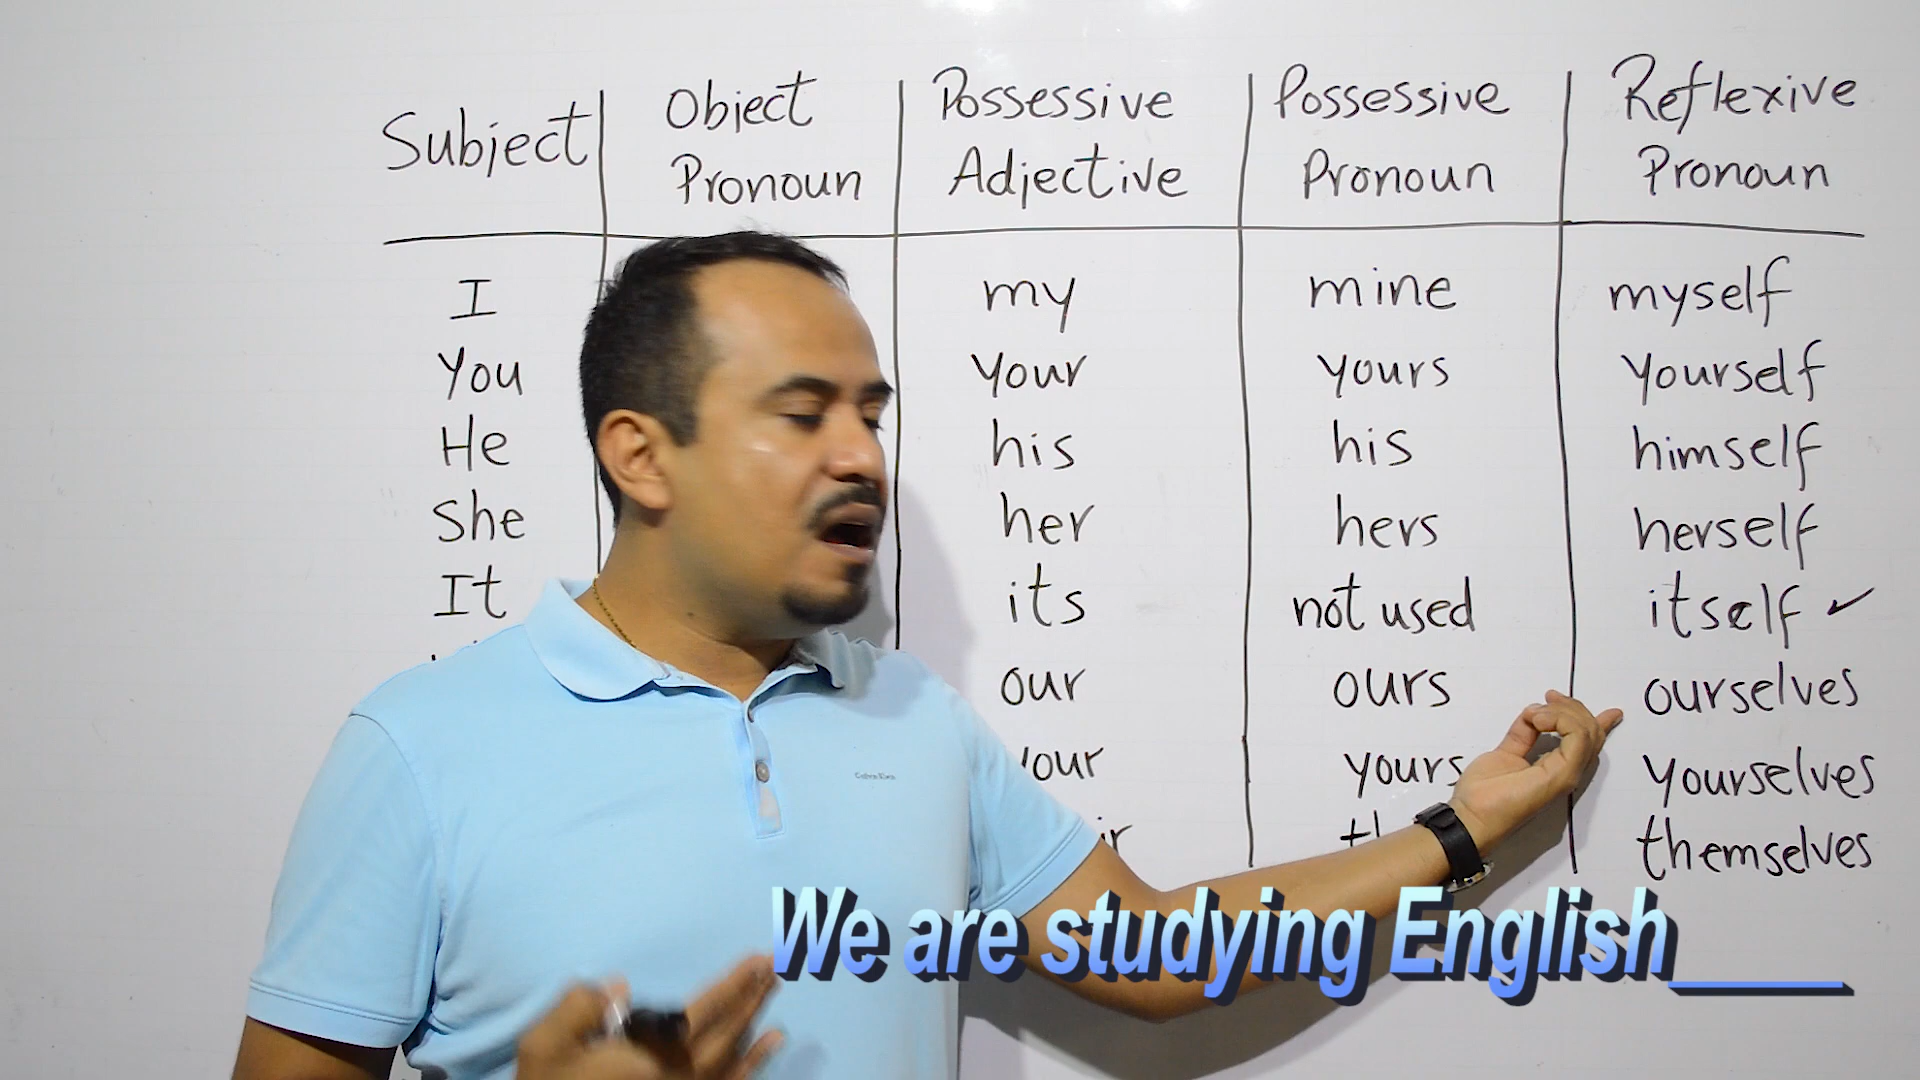 Subject Object Pronoun Possessive Adjective Possessive Pronoun Reflexive Pronoun
I my mine myself
You your yours yourself
He his his himself
She her hers herself
It its not used itself ✓
our ours ourselves
yours yourselves
themselves
We are studying English____